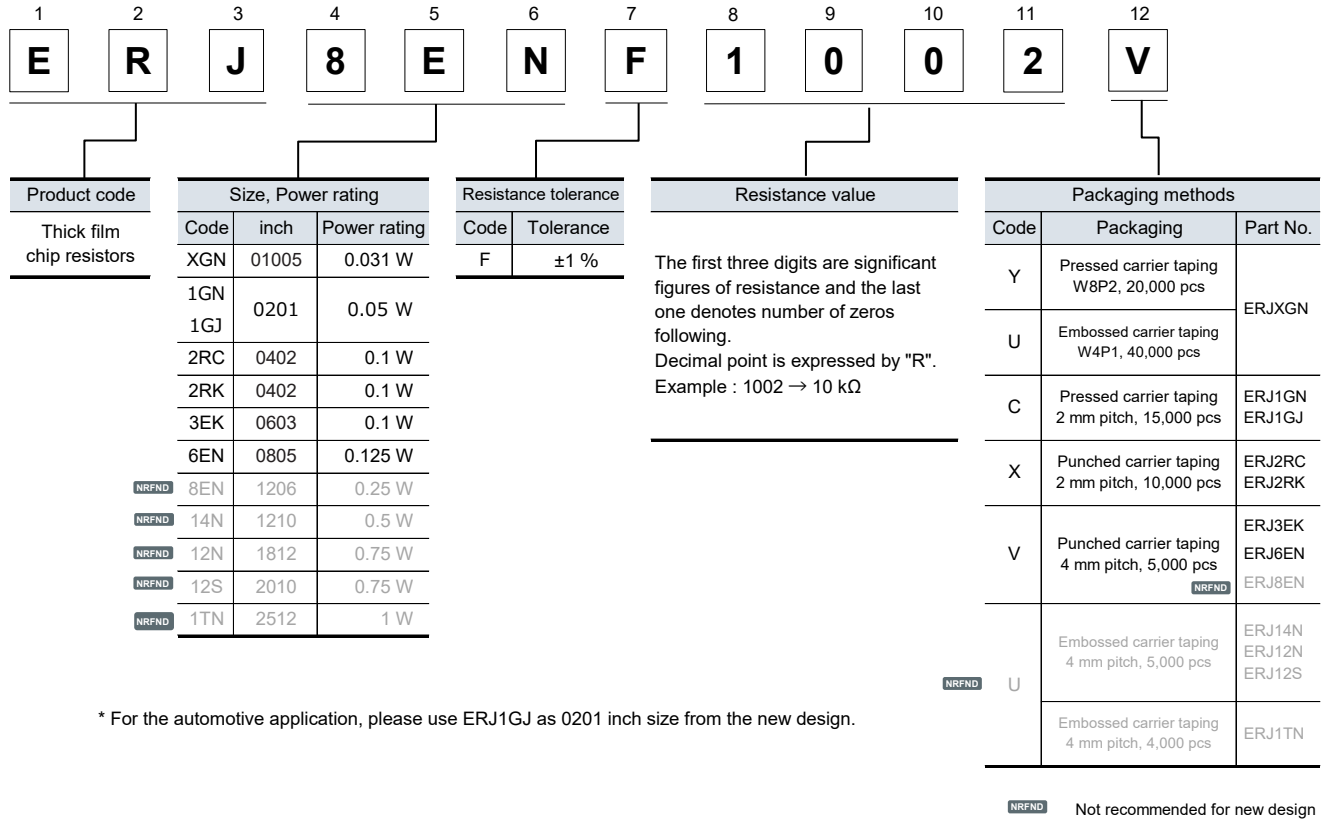 1 2 3 4 5 6 7 8 9 10 11 12
E R J 8 E N F 1 0 0 2 V
Product code
Thick film
chip resistors
Size, Power rating
Code inch Power rating
XGN 01005 0.031 W
1GN
1GJ
0201 0.05 W
2RC 0402 0.1 W
2RK 0402 0.1 W
3EK 0603 0.1 W
6EN 0805 0.125 W
NRFND 8EN 1206 0.25 W
NRFND 14N 1210 0.5 W
NRFND 12N 1812 0.75 W
NRFND 12S 2010 0.75 W
NRFND 1TN 2512 1 W
Resistance tolerance
Code Tolerance
F ±1 %
Resistance value
The first three digits are significant
figures of resistance and the last
one denotes number of zeros
following.
Decimal point is expressed by "R".
Example : 1002 → 10 kΩ
Packaging methods
Code Packaging Part No.
Y
Pressed carrier taping
W8P2, 20,000 pcs
U
Embossed carrier taping
W4P1, 40,000 pcs
ERJXGN
C
Pressed carrier taping
2 mm pitch, 15,000 pcs
ERJ1GN
ERJ1GJ
X
Punched carrier taping
2 mm pitch, 10,000 pcs
ERJ2RC
ERJ2RK
V
Punched carrier taping
4 mm pitch, 5,000 pcs
ERJ3EK
ERJ6EN
NRFND ERJ8EN
NRFND U
Embossed carrier taping
4 mm pitch, 5,000 pcs
ERJ14N
ERJ12N
ERJ12S
Embossed carrier taping
4 mm pitch, 4,000 pcs
ERJ1TN
* For the automotive application, please use ERJ1GJ as 0201 inch size from the new design.
NRFND Not recommended for new design